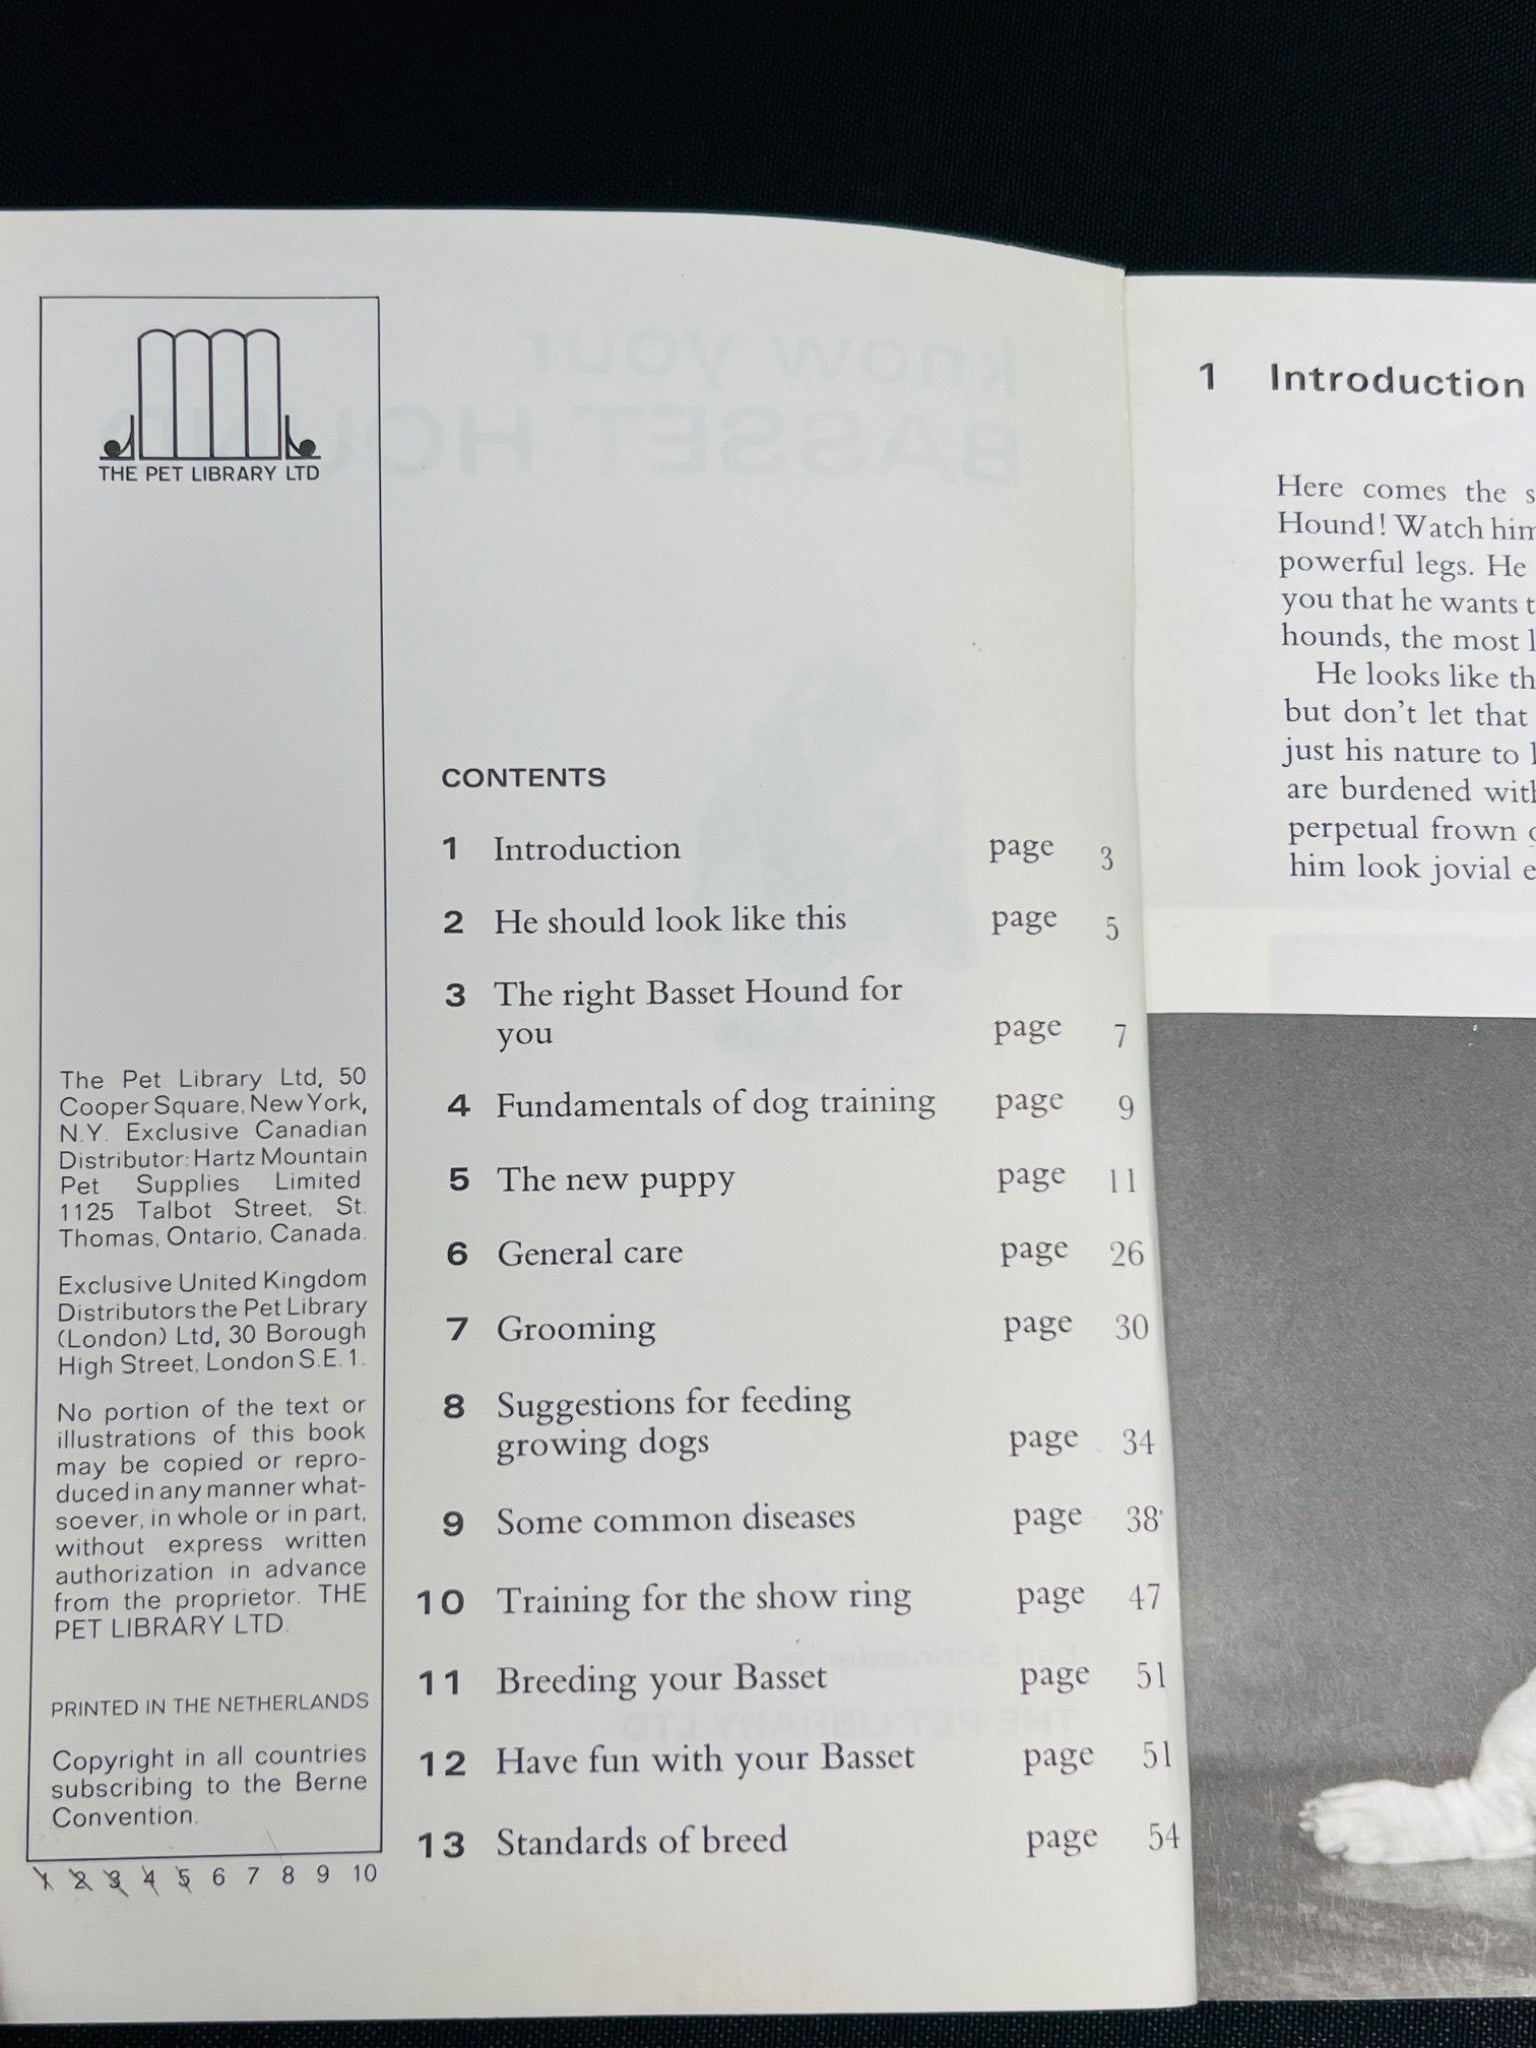 THE PET LIBRARY LTD
The Pet Library Ltd, 50
Cooper Square, New York,
N.Y. Exclusive Canadian
Distributor: Hartz Mountain
Pet Supplies Limited
1125 Talbot Street, St.
Thomas, Ontario, Canada.
Exclusive United Kingdom
Distributors the Pet Library
(London) Ltd, 30 Borough
High Street, London S.E.1.
No portion of the text or
illustrations of this book
may be copied or repro-
duced in any manner what-
soever, in whole or in part,
without express written
authorization in advance
from the proprietor. THE
PET LIBRARY LTD.
PRINTED IN THE NETHERLANDS
Copyright in all countries
subscribing to the Berne
Convention.
1 2 3 4 5 6 7 8 9 10
know your
BASSET HOUND
CONTENTS
1 Introduction page 3
2 He should look like this page 5
3 The right Basset Hound for
you page 7
4 Fundamentals of dog training page 9
5 The new puppy page 11
6 General care page 26
7 Grooming page 30
8 Suggestions for feeding
growing dogs page 34
9 Some common diseases page 38
10 Training for the show ring page 47
11 Breeding your Basset page 51
12 Have fun with your Basset page 51
13 Standards of breed page 54
Earl Schneider, editor
THE PET LIBRARY LTD
1 Introduction
Here comes the
Hound! Watch him
powerful legs. He
you that he wants
hounds, the most
He looks like
but don't let that
just his nature to
are burdened with
perpetual frown
him look jovial